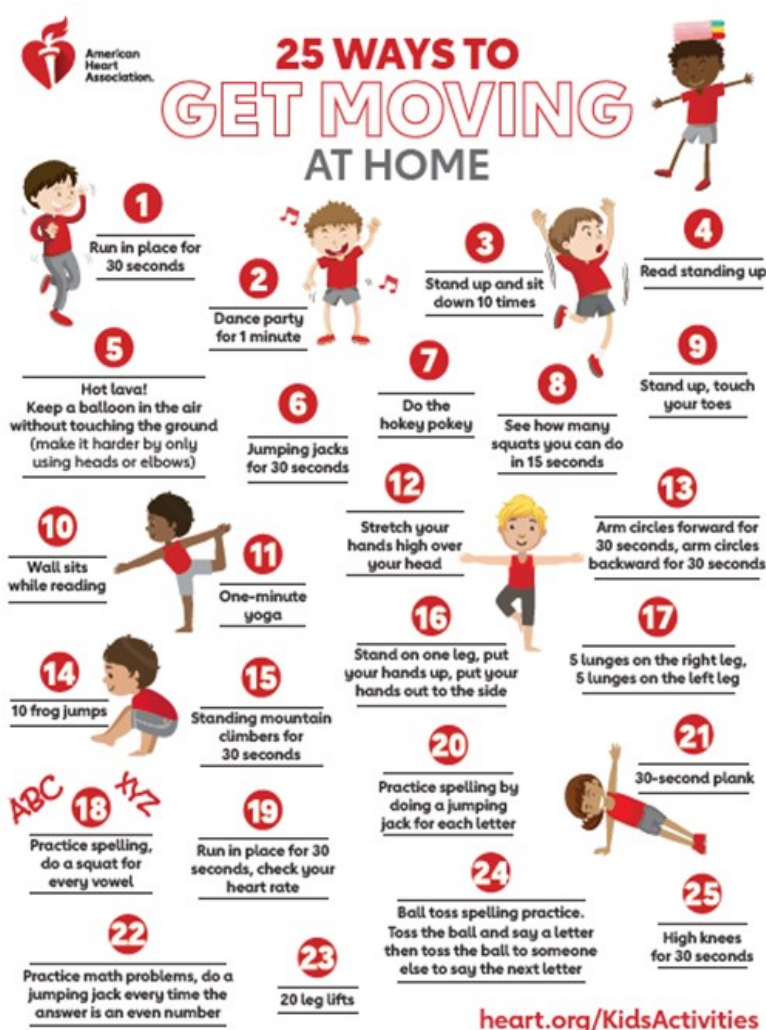 American
Heart
Association.
25 WAYS TO
GET MOVING
AT HOME
1
Run in place for
30 seconds
2
Dance party
for 1 minute
3
Stand up and sit
down 10 times
4
Read standing up
5
Hot lava!
Keep a balloon in the air
without touching the ground
(make it harder by only
using heads or elbows)
6
Jumping jacks
for 30 seconds
7
Do the
hokey pokey
8
See how many
squats you can do
in 15 seconds
9
Stand up, touch
your toes
10
Wall sits
while reading
11
One-minute
yoga
12
Stretch your
hands high over
your head
13
Arm circles forward for
30 seconds, arm circles
backward for 30 seconds
14
10 frog jumps
15
Standing mountain
climbers for
30 seconds
16
Stand on one leg, put
your hands up, put your
hands out to the side
17
5 lunges on the right leg,
5 lunges on the left leg
ABC
18
XYZ
Practice spelling,
do a squat for
every vowel
19
Run in place for 30
seconds, check your
heart rate
20
Practice spelling by
doing a jumping
jack for each letter
21
30-second plank
22
Practice math problems, do a
jumping jack every time the
answer is an even number
23
20 leg lifts
24
Ball toss spelling practice.
Toss the ball and say a letter
then toss the ball to someone
else to say the next letter
25
High knees
for 30 seconds
heart.org/KidsActivities